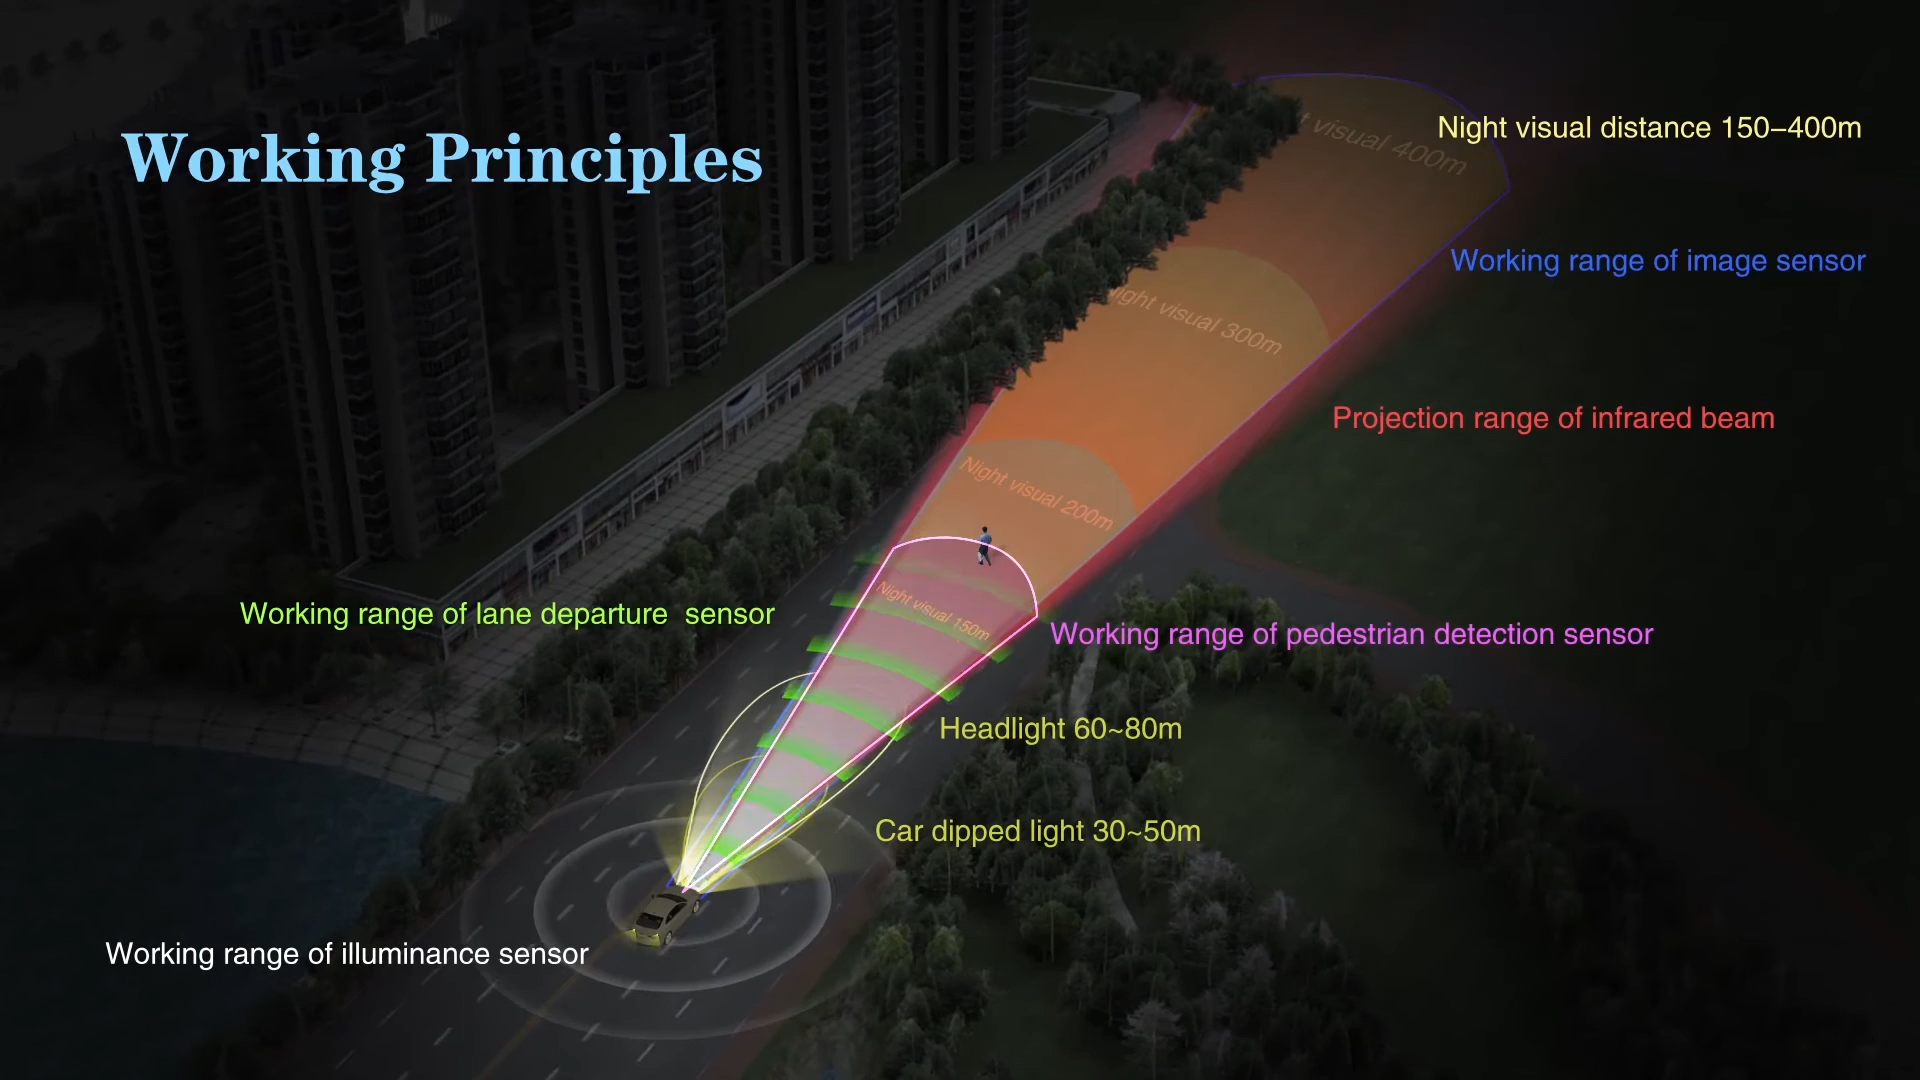 Working Principles
Night visual distance 150–400m
visual 400m
Working range of image sensor
Night visual 300m
Projection range of infrared beam
Night visual 200m
Night visual 150m
Working range of lane departure  sensor
Working range of pedestrian detection sensor
Headlight 60~80m
Car dipped light 30~50m
Working range of illuminance sensor